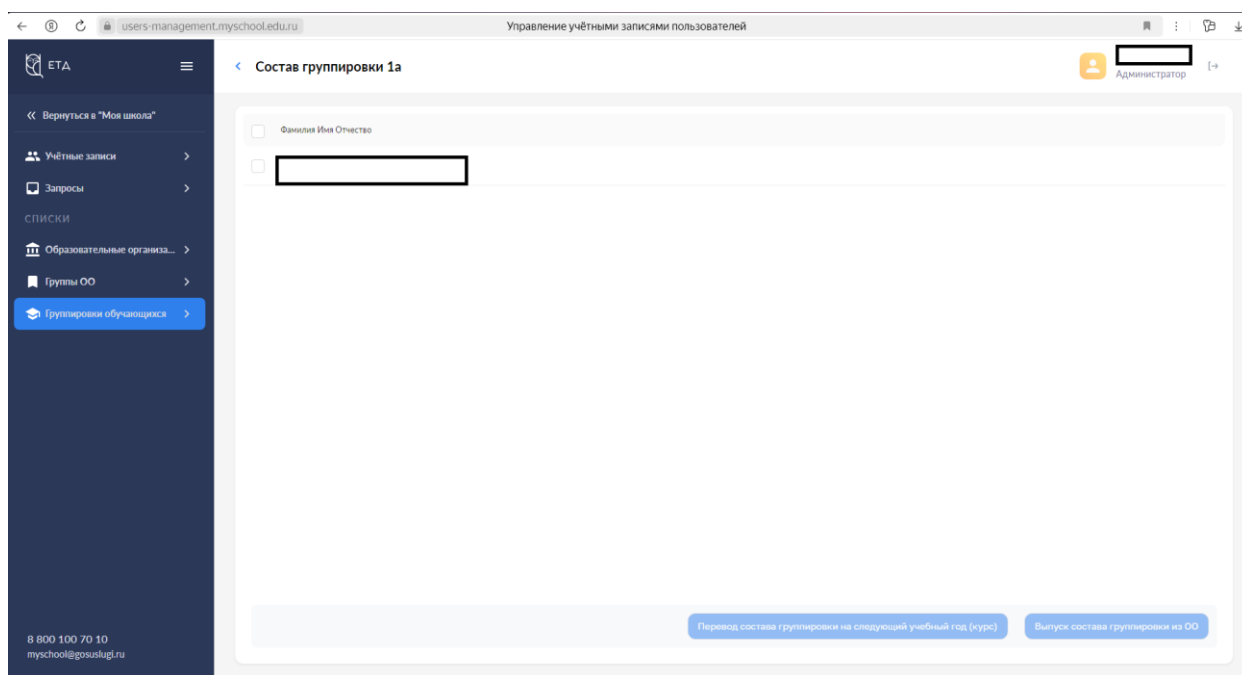 users-management.myschool.edu.ru Управление учётными записями пользователей
ЕТД Состав группировки 1а
Администратор
Вернуться в "Моя школа"
Фамилия Имя Отчество
Учётные записи
Запросы
СПИСКИ
Образовательные организа...
Группы ОО
Группировки обучающихся
Перевод состава группировки на следующий учебный год (курс) Выпуск состава группировки из ОО
8 800 100 70 10
myschool@gosuslugi.ru